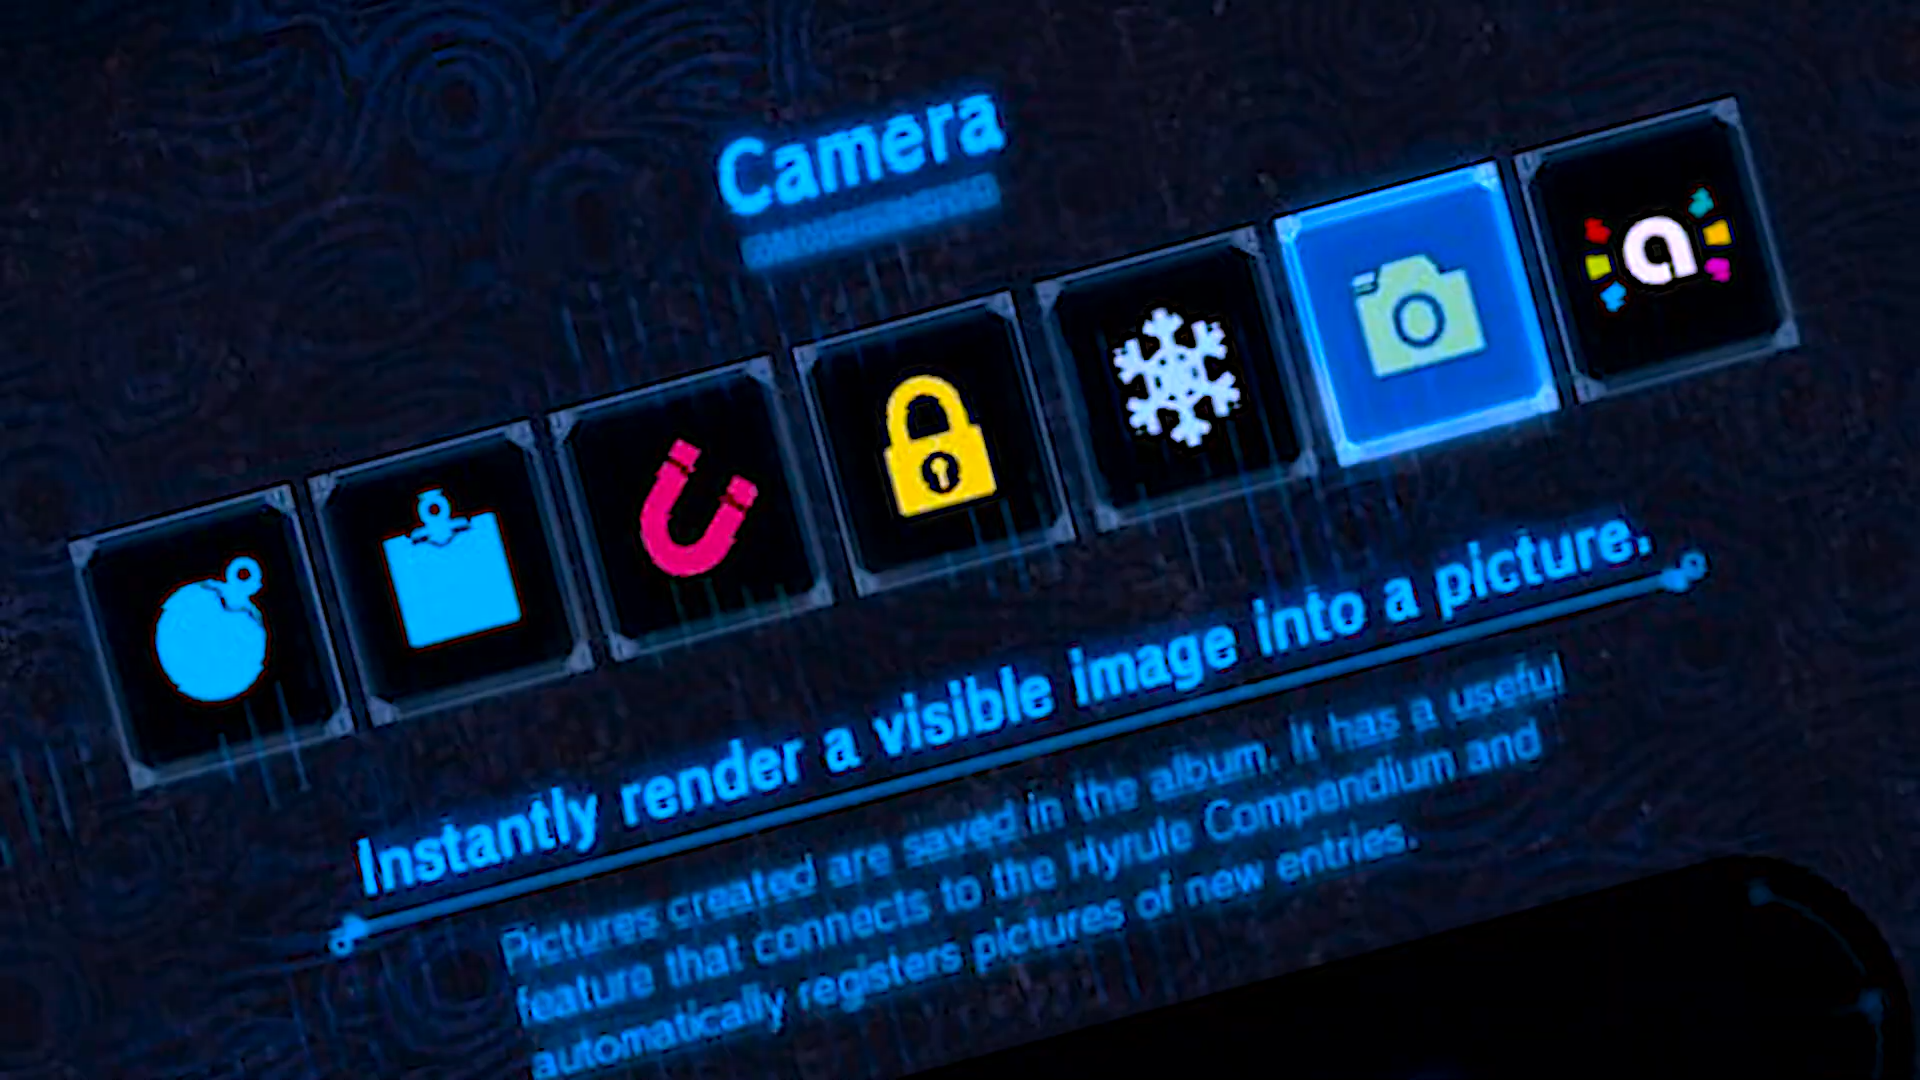 Camera
a
Instantly render a visible image into a picture.
Pictures created are saved in the album. It has a useful
feature that connects to the Hyrule Compendium and
automatically registers pictures of new entries.